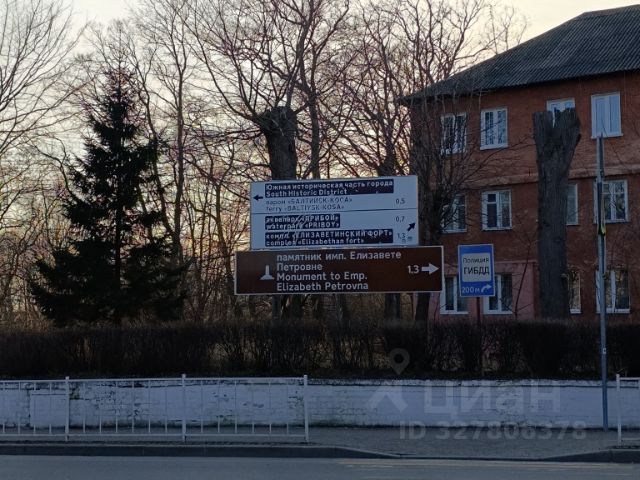 Южная историческая часть города
South Historic District
паром «БАЛТИЙСК-КОСА
ferry «BALTIYSK-KOSA
0,5
аквапарк «ПРИБОЙ»
waterpark «PRIBOY»
0,7
компл. «ЕЛИЗАВЕТИНСКИЙ ФОРТ»
complex «Elizabethan fort»
1,3
памятник имп. Елизавете
Петровне
Monument to Emp.
Elizabeth Petrovna
1.3
Полиция
ГИБДД
200 м
циан
ID 327806378